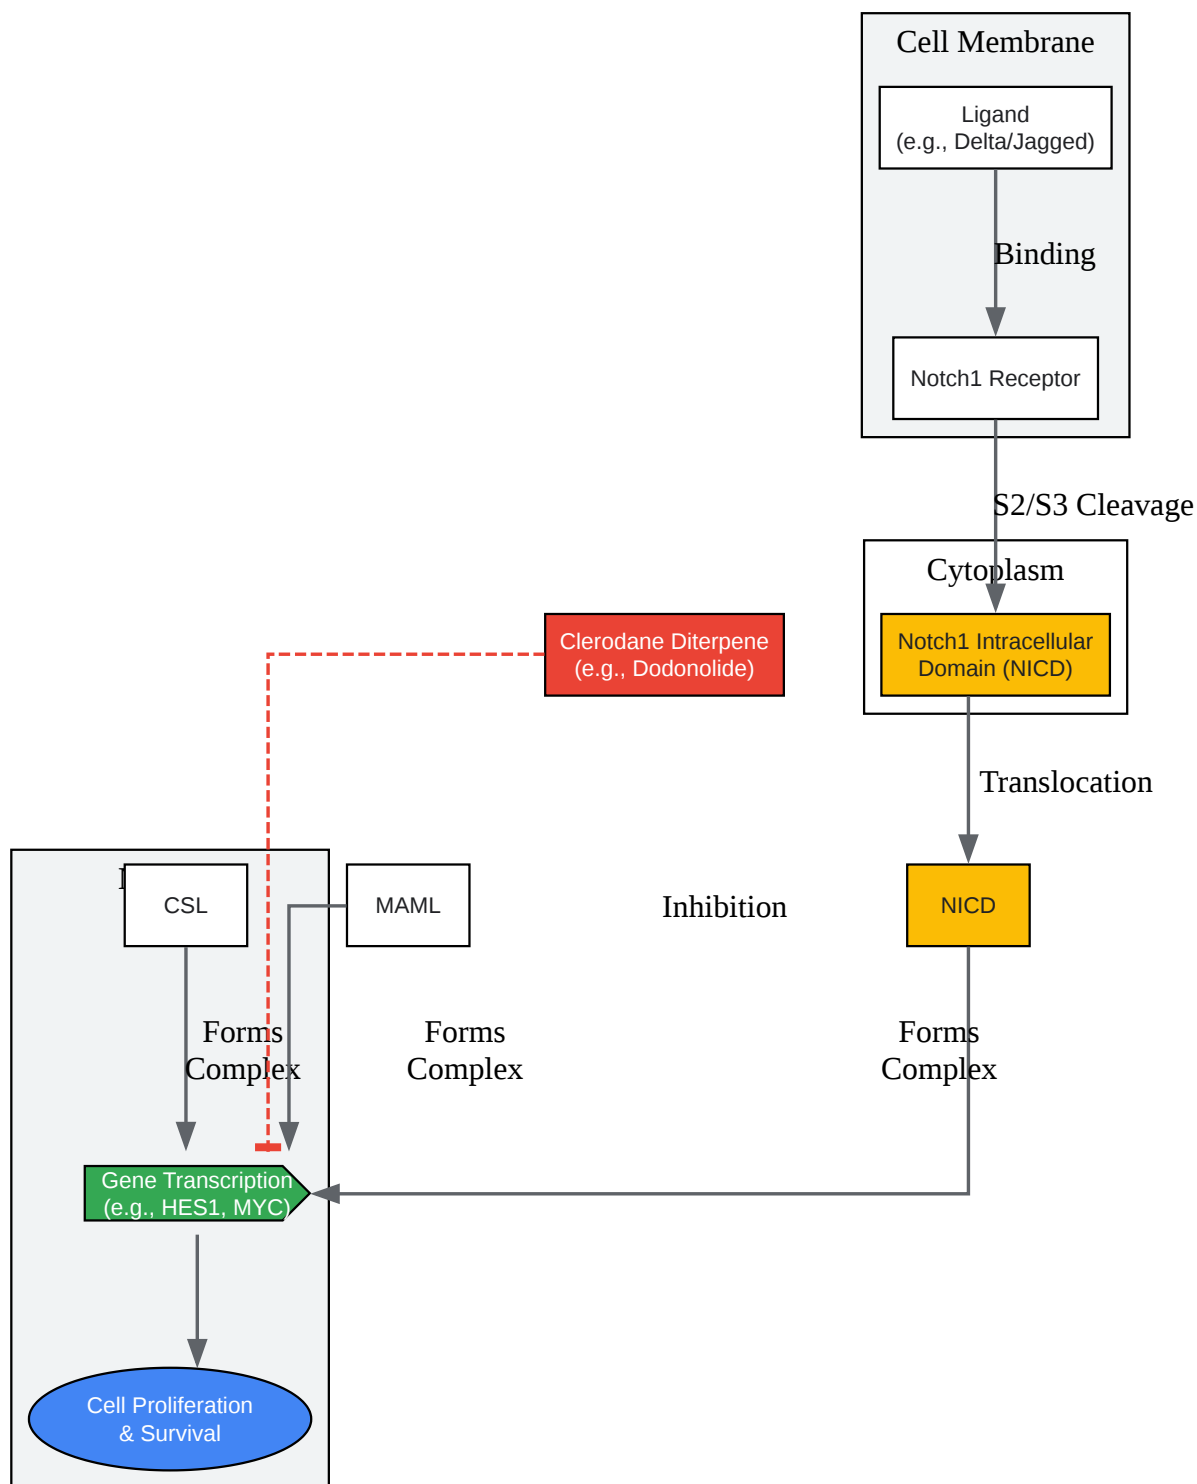 Cell Membrane
Ligand
(e.g., Delta/Jagged)
Binding
Notch1 Receptor
S2/S3 Cleavage
Cytoplasm
Clerodane Diterpene
(e.g., Dodonolide)
Notch1 Intracellular
Domain (NICD)
Translocation
CSL
MAML
Inhibition
NICD
Forms
Complex
Forms
Complex
Forms
Complex
Gene Transcription
(e.g., HES1, MYC)
Cell Proliferation
& Survival